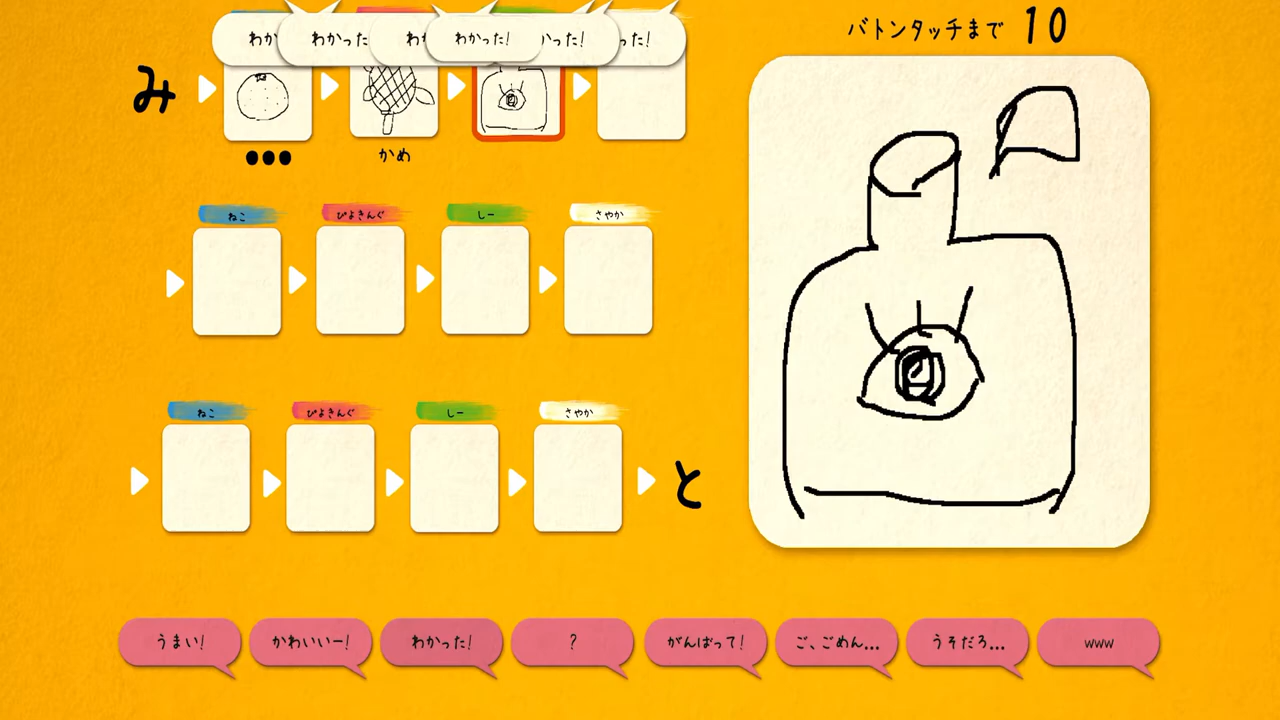 バトンタッチまで 10
わか
わかった
わ
わかった!
った!
った!
み
●●●
かめ
ねこ
ぴよきんぐ
しー
さやか
ねこ
ぴよきんぐ
しー
さやか
と
うまい!
かわいいー!
わかった!
?
がんばって!
ご、ごめん...
うそだろ...
www